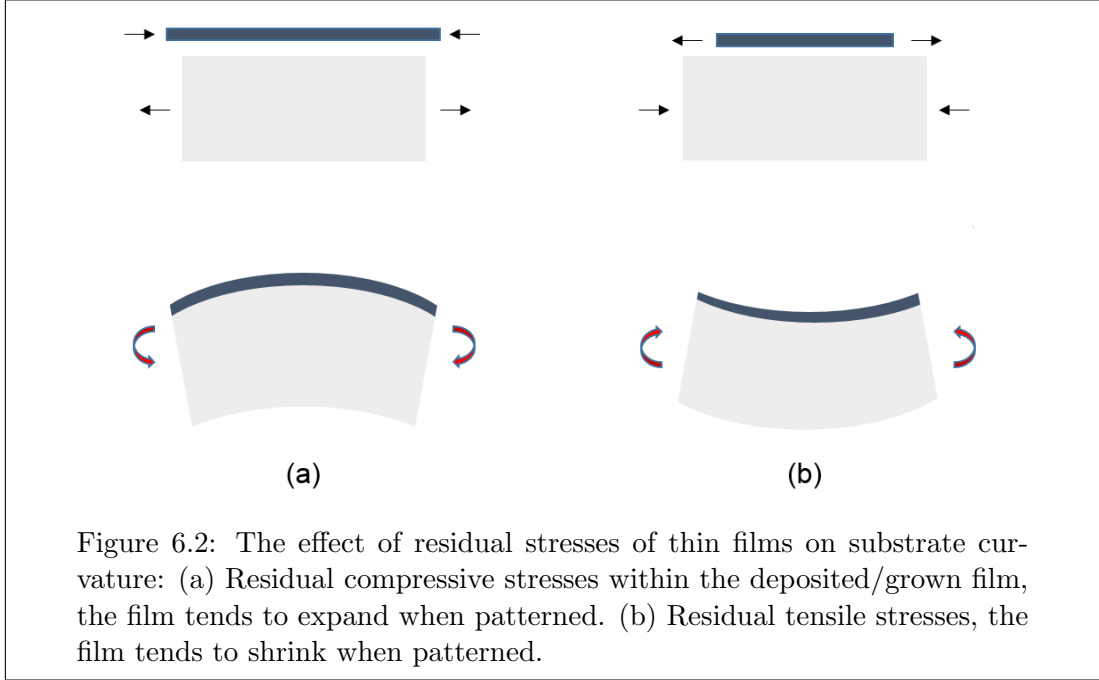 (a)
(b)
Figure 6.2: The effect of residual stresses of thin films on substrate cur-
vature: (a) Residual compressive stresses within the deposited/grown film,
the film tends to expand when patterned. (b) Residual tensile stresses, the
film tends to shrink when patterned.